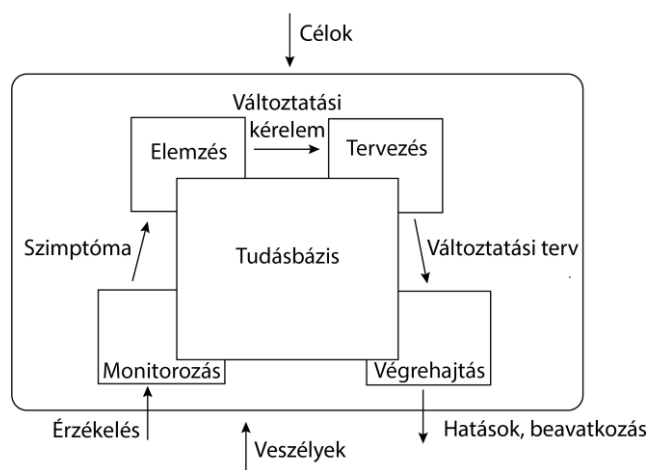 Célok
Változtatási
kérelem
Elemzés
Tervezés
Szimptóma
Tudásbázis
Változtatási terv
Monitorozás
Végrehajtás
Érzékelés
Hatások, beavatkozás
Veszélyek